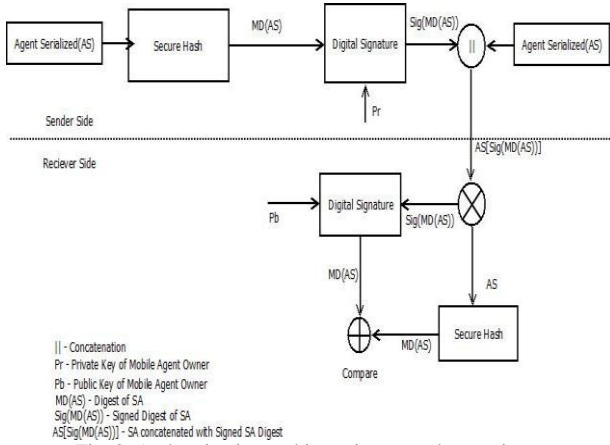 Agent Serialized(AS)
Secure Hash
MD(AS)
Digital Signature
Sig(MD(AS))
||
Agent Serialized(AS)
Pr
Sender Side
Reciever Side
AS[Sig(MD(AS))]
Pb
Digital Signature
Sig(MD(AS))
MD(AS)
AS
Secure Hash
MD(AS)
Compare
|| - Concatenation
Pr - Private Key of Mobile Agent Owner
Pb - Public Key of Mobile Agent Owner
MD(AS) - Digest of SA
Sig(MD(AS)) - Signed Digest of SA
AS[Sig(MD(AS))] - SA concatenated with Signed SA Digest